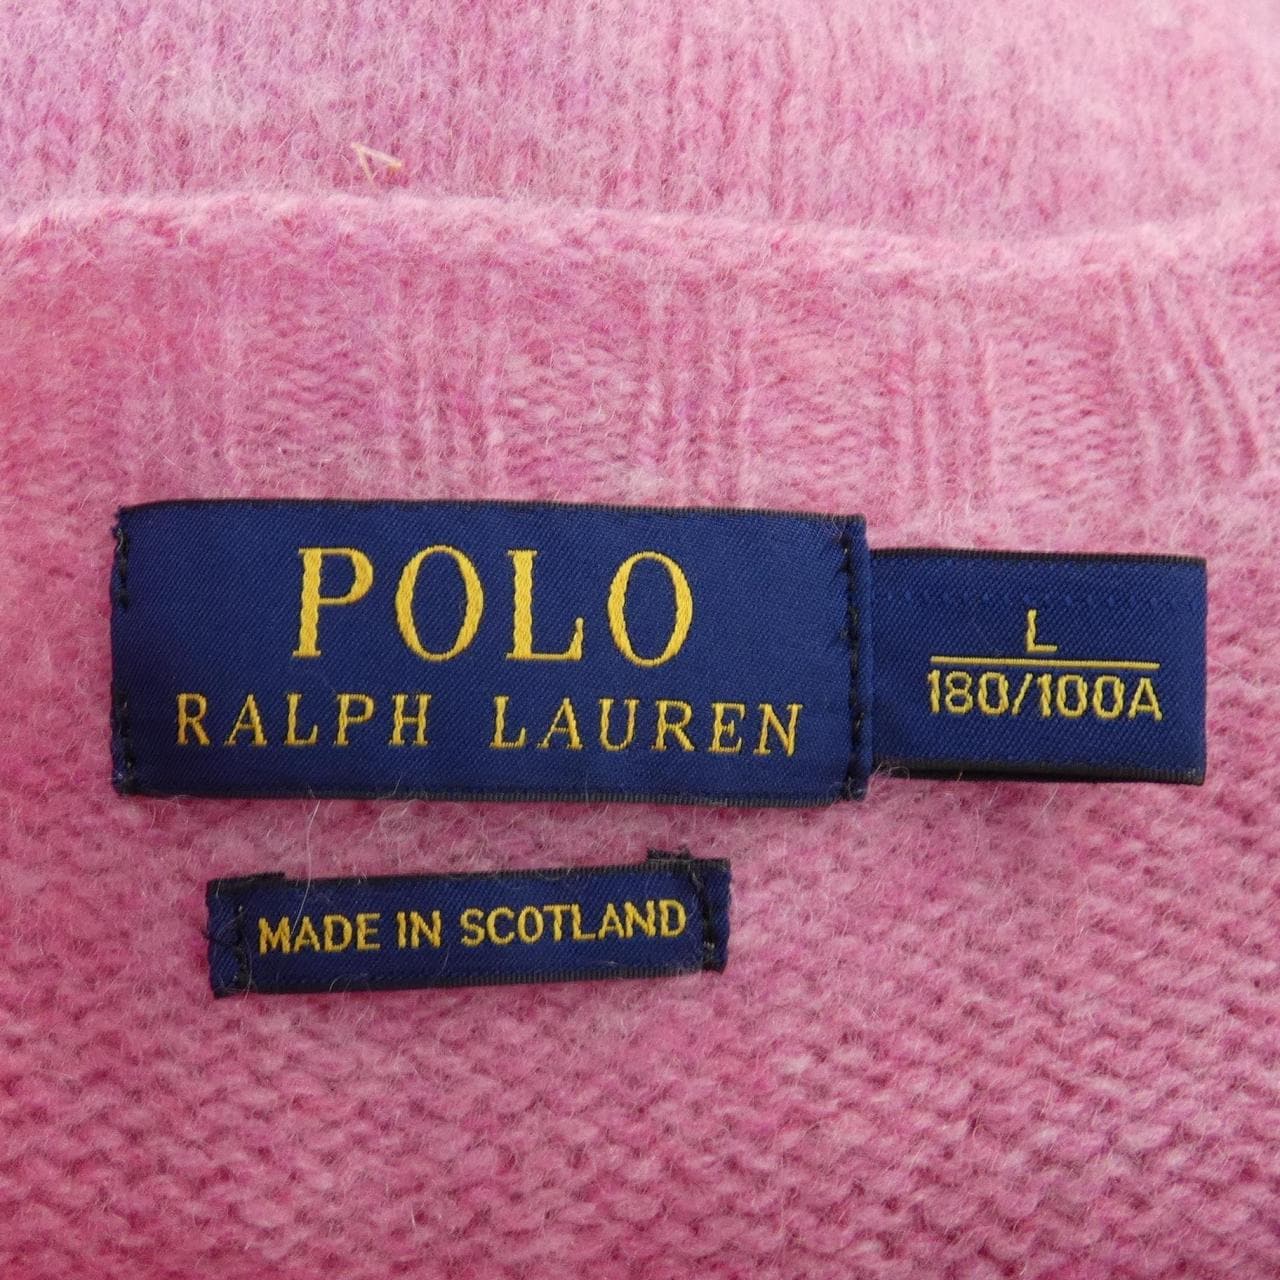 POLO
RALPH LAUREN
L
180/100A
MADE IN SCOTLAND